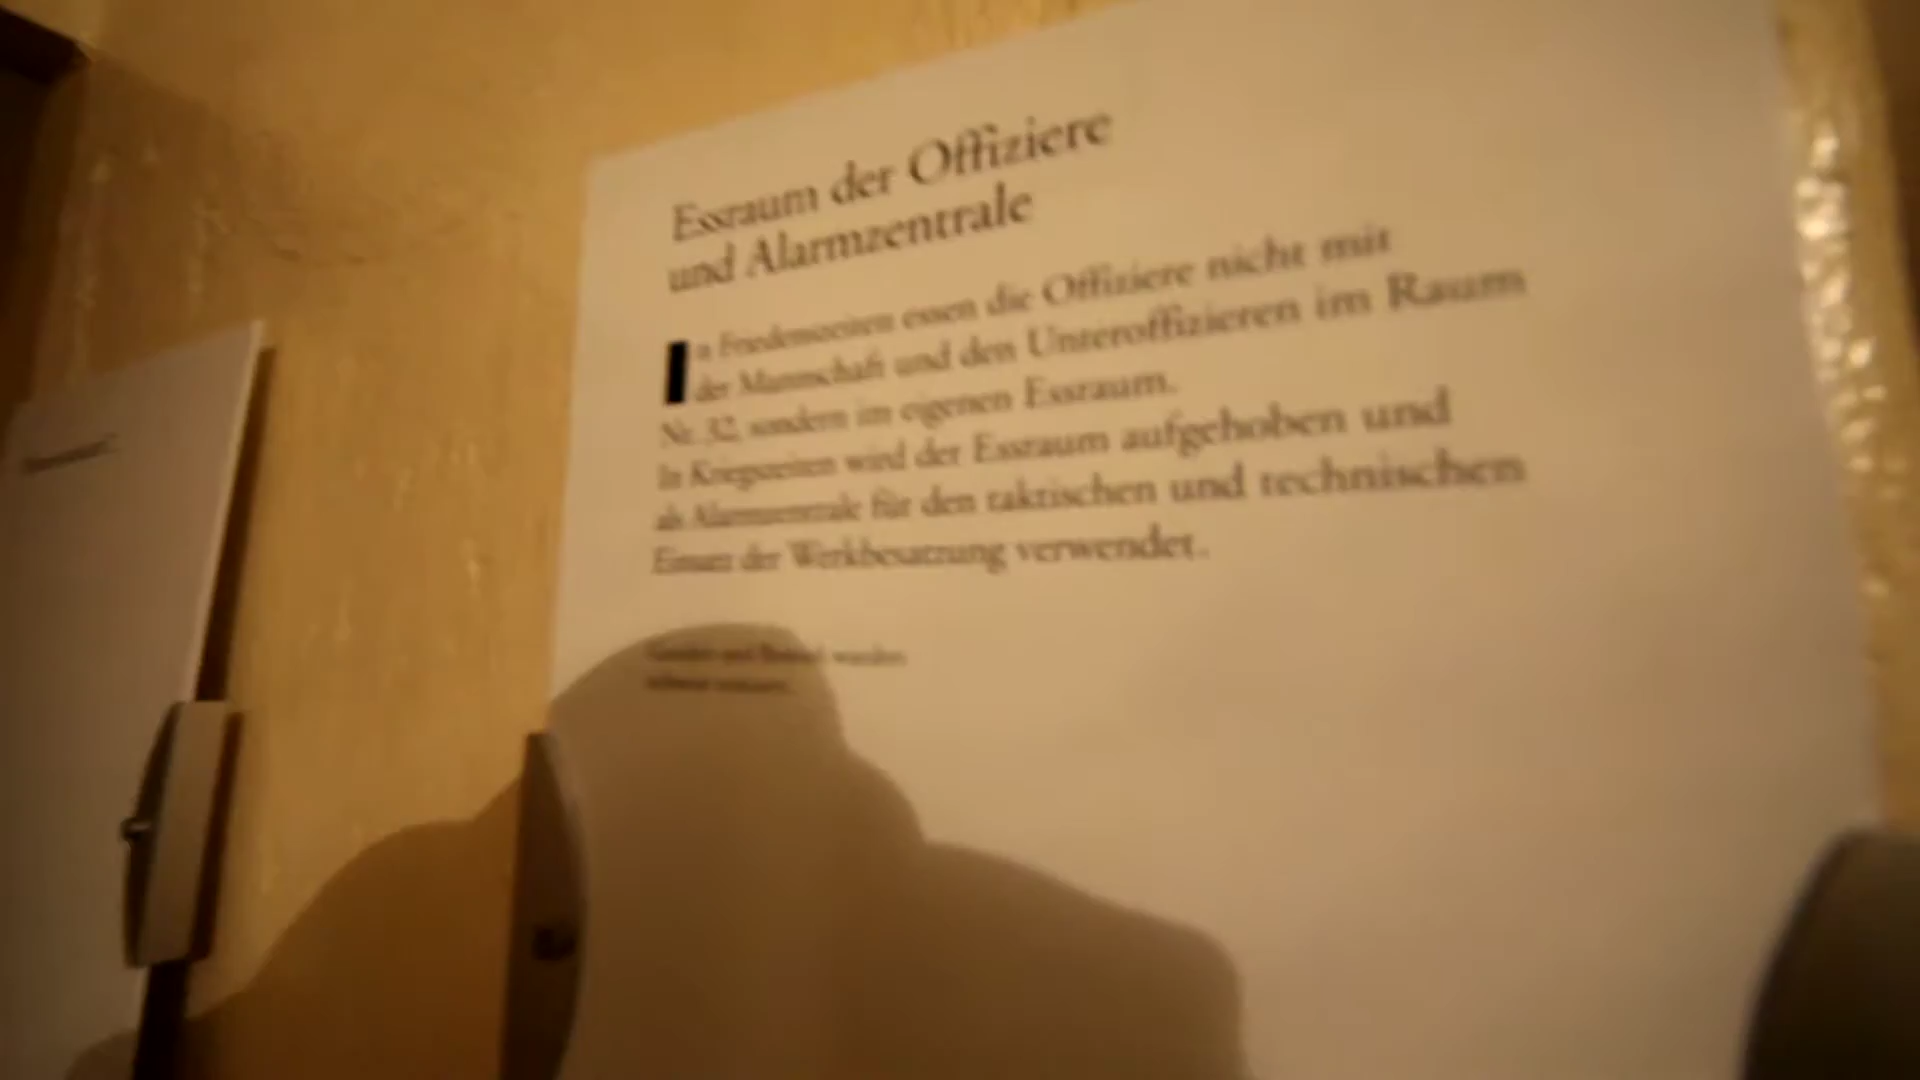 Essraum der Offiziere
und Alarmzentrale
In Friedenszeiten essen die Offiziere nicht mit
der Mannschaft und den Unteroffizieren im Raum
Nr. 32, sondern im eigenen Essraum.
In Kriegszeiten wird der Essraum aufgehoben und
als Alarmzentrale für den taktischen und technischen
Einsatz der Werkbesatzung verwendet.
wurden